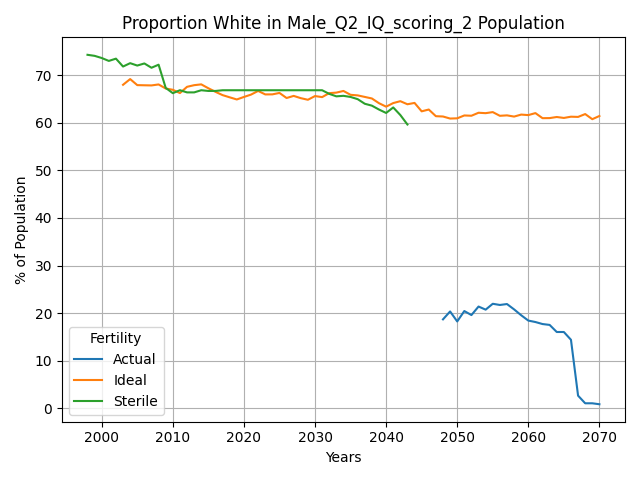 Proportion White in Male_Q2_IQ_scoring_2 Population
% of Population
70
60
50
40
30
20
10
0
Fertility
Actual
Ideal
Sterile
2000 2010 2020 2030 2040 2050 2060 2070
Years